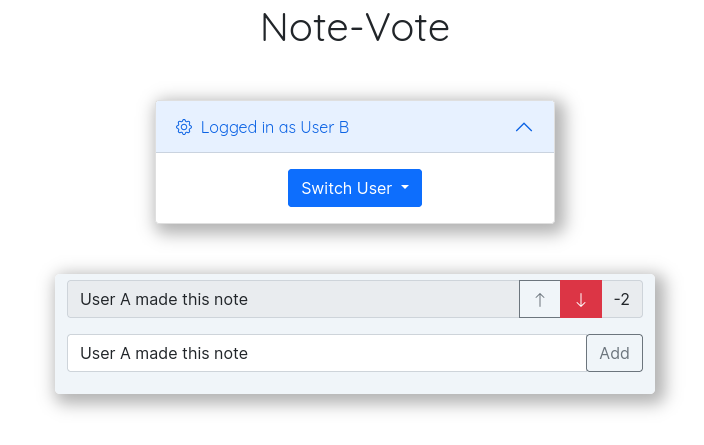 Note-Vote
Logged in as User B
Switch User
User A made this note ↑ ↓ -2
User A made this note Add